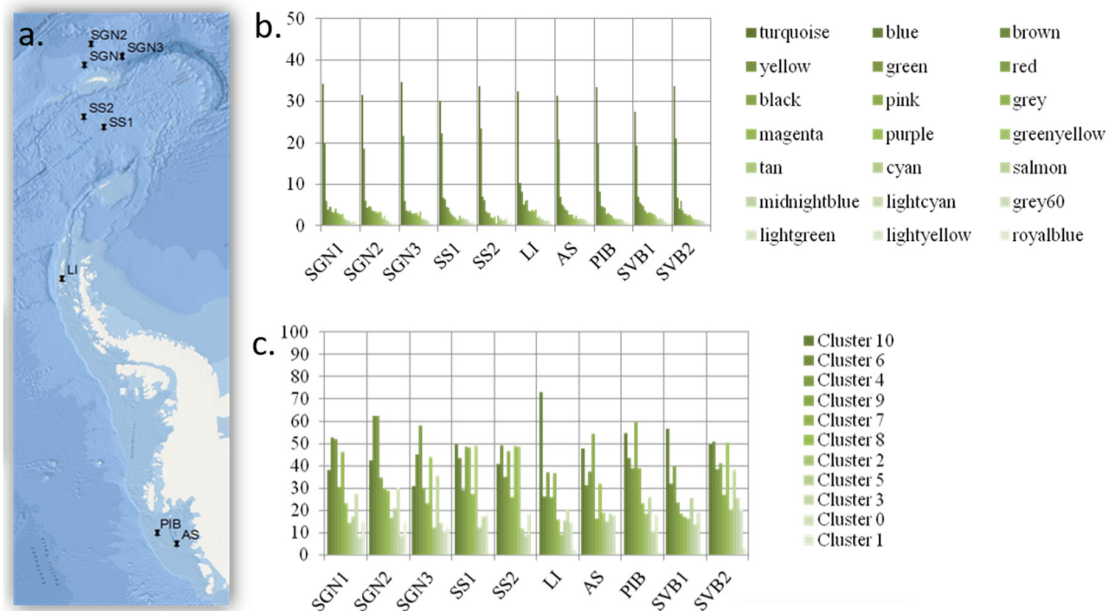 a.
SGN2
SGN3
SGN1
SS2
SS1
LI
PIB
AS
b.
50
40
30
20
10
0
SGN1 SGN2 SGN3 SS1 SS2 LI AS PIB SVB1 SVB2
turquoise blue brown
yellow green red
black pink grey
magenta purple greenyellow
tan cyan salmon
midnightblue lightcyan grey60
lightgreen lightyellow royalblue
c.
100
90
80
70
60
50
40
30
20
10
0
SGN1 SGN2 SGN3 SS1 SS2 LI AS PIB SVB1 SVB2
Cluster 10
Cluster 6
Cluster 4
Cluster 9
Cluster 7
Cluster 8
Cluster 2
Cluster 5
Cluster 3
Cluster 0
Cluster 1